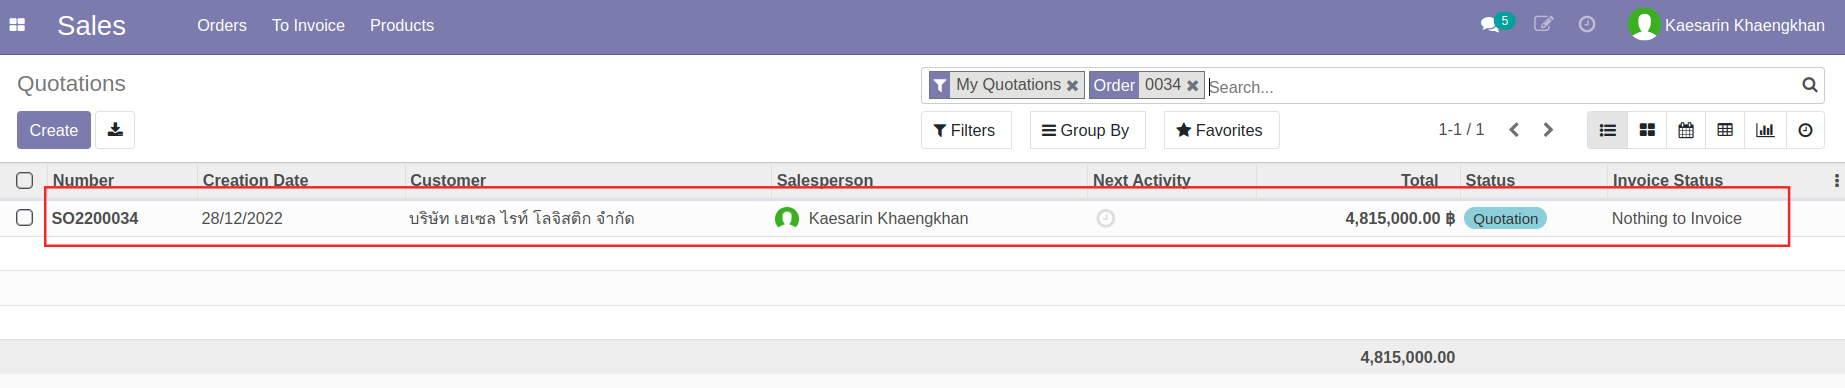 Sales Orders To Invoice Products 5 Kaesarin Khaengkhan
Quotations My Quotations Order 0034 Search...
Create Filters Group By Favorites 1-1 / 1
Number Creation Date Customer Salesperson Next Activity Total Status Invoice Status
SO2200034 28/12/2022 บริษัท เฮเซล ไรท์ โลจิสติก จำกัด Kaesarin Khaengkhan 4,815,000.00 ฿ Quotation Nothing to Invoice
4,815,000.00